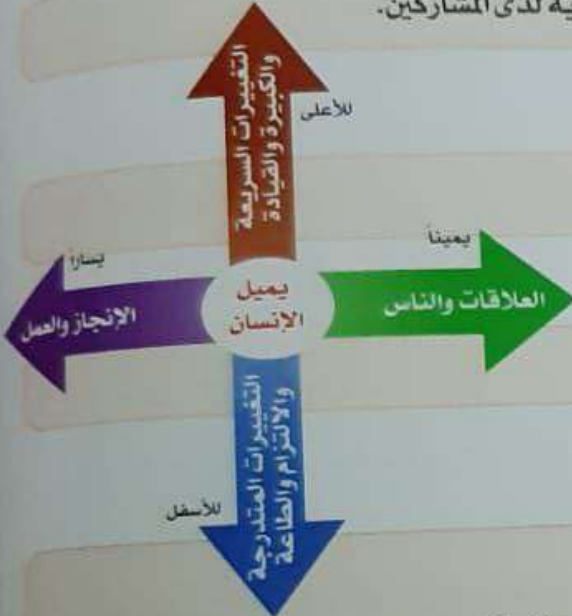 ية لدى المشاركين.
للأعلى
التغييرات السريعة
والكبيرة والقيادة
يميناً
العلاقات والناس
يميل
الإنسان
يساراً
الإنجاز والعمل
التغييرات المتدرجة
والالتزام والطاعة
للأسفل